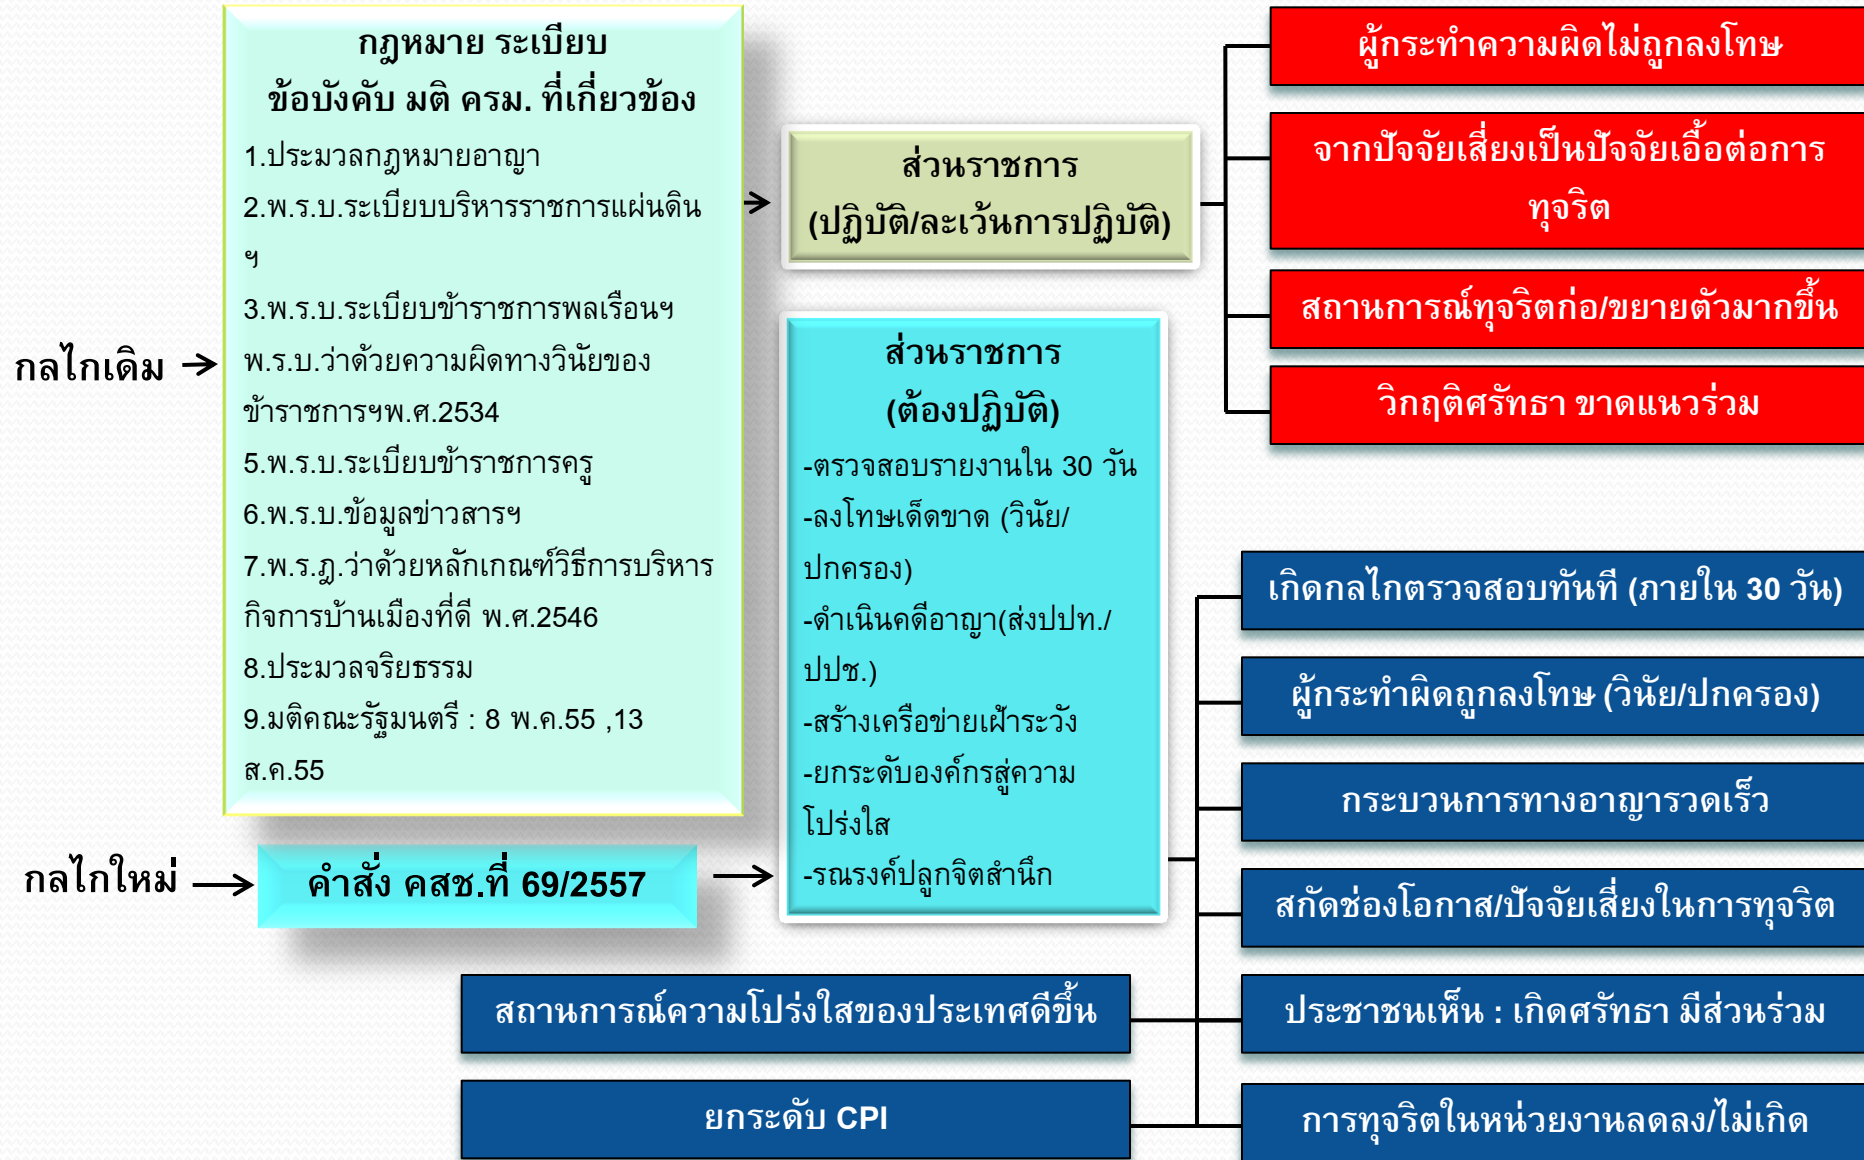 กลไกเดิม
กฎหมาย ระเบียบ
ข้อบังคับ มติ ครม. ที่เกี่ยวข้อง
1.ประมวลกฎหมายอาญา
2.พ.ร.บ.ระเบียบบริหารราชการแผ่นดิน
ฯ
3.พ.ร.บ.ระเบียบข้าราชการพลเรือนฯ
พ.ร.บ.ว่าด้วยความผิดทางวินัยของ
ข้าราชการฯพ.ศ.2534
5.พ.ร.บ.ระเบียบข้าราชการครู
6.พ.ร.บ.ข้อมูลข่าวสารฯ
7.พ.ร.ฎ.ว่าด้วยหลักเกณฑ์วิธีการบริหาร
กิจการบ้านเมืองที่ดี พ.ศ.2546
8.ประมวลจริยธรรม
9.มติคณะรัฐมนตรี : 8 พ.ค.55 ,13
ส.ค.55
ส่วนราชการ
(ปฏิบัติ/ละเว้นการปฏิบัติ)
ผู้กระทำความผิดไม่ถูกลงโทษ
จากปัจจัยเสี่ยงเป็นปัจจัยเอื้อต่อการ
ทุจริต
สถานการณ์ทุจริตก่อ/ขยายตัวมากขึ้น
วิกฤติศรัทธา ขาดแนวร่วม
กลไกใหม่
คำสั่ง คสช.ที่ 69/2557
ส่วนราชการ
(ต้องปฏิบัติ)
-ตรวจสอบรายงานใน 30 วัน
-ลงโทษเด็ดขาด (วินัย/
ปกครอง)
-ดำเนินคดีอาญา(ส่งปปท./
ปปช.)
-สร้างเครือข่ายเฝ้าระวัง
-ยกระดับองค์กรสู่ความ
โปร่งใส
-รณรงค์ปลูกจิตสำนึก
เกิดกลไกตรวจสอบทันที (ภายใน 30 วัน)
ผู้กระทำผิดถูกลงโทษ (วินัย/ปกครอง)
กระบวนการทางอาญารวดเร็ว
สกัดช่องโอกาส/ปัจจัยเสี่ยงในการทุจริต
ประชาชนเห็น : เกิดศรัทธา มีส่วนร่วม
การทุจริตในหน่วยงานลดลง/ไม่เกิด
สถานการณ์ความโปร่งใสของประเทศดีขึ้น
ยกระดับ CPI